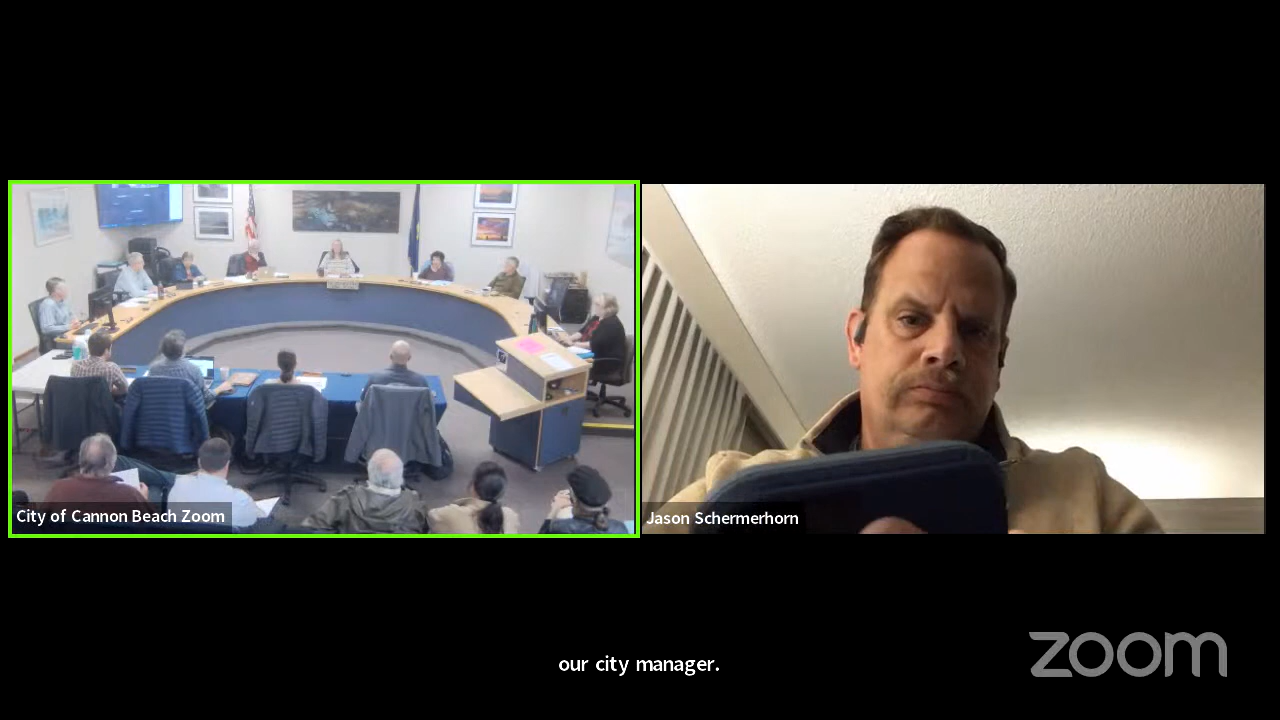 City of Cannon Beach Zoom
Jason Schermerhorn
our city manager.
zoom